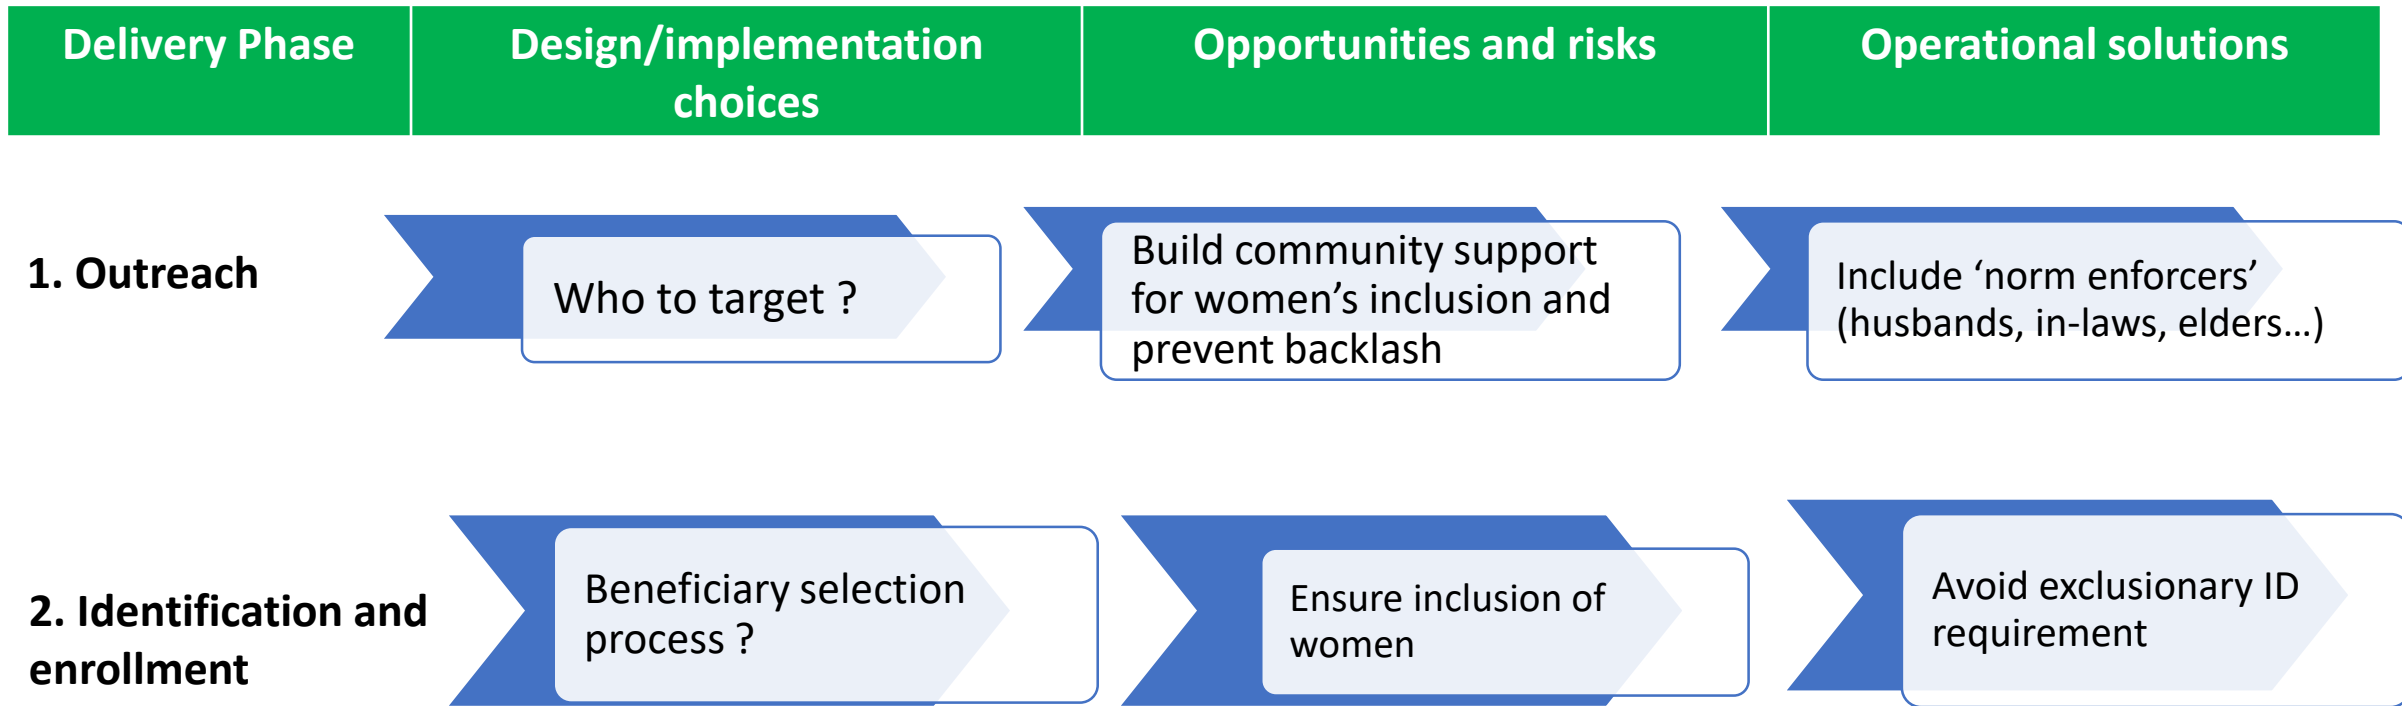 Delivery Phase
Design/implementation
choices
Opportunities and risks
Operational solutions
1. Outreach
Who to target ?
Build community support
for women’s inclusion and
prevent backlash
Include ‘norm enforcers’
(husbands, in-laws, elders…)
2. Identification and
enrollment
Beneficiary selection
process ?
Ensure inclusion of
women
Avoid exclusionary ID
requirement